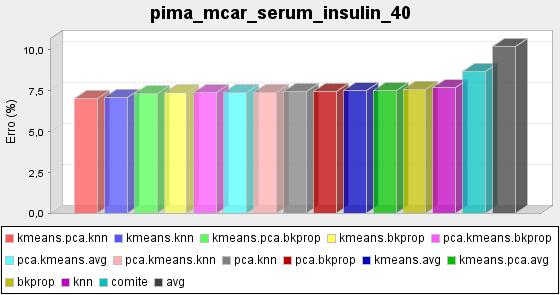 pima_mcar_serum_insulin_40
10,0
7,5
5,0
2,5
0,0
Erro (%)
kmeans.pca.knn kmeans.knn kmeans.pca.bkprop kmeans.bkprop pca.kmeans.bkprop
pca.kmeans.avg pca.kmeans.knn pca.knn pca.bkprop kmeans.avg kmeans.pca.avg
bkprop knn comite avg